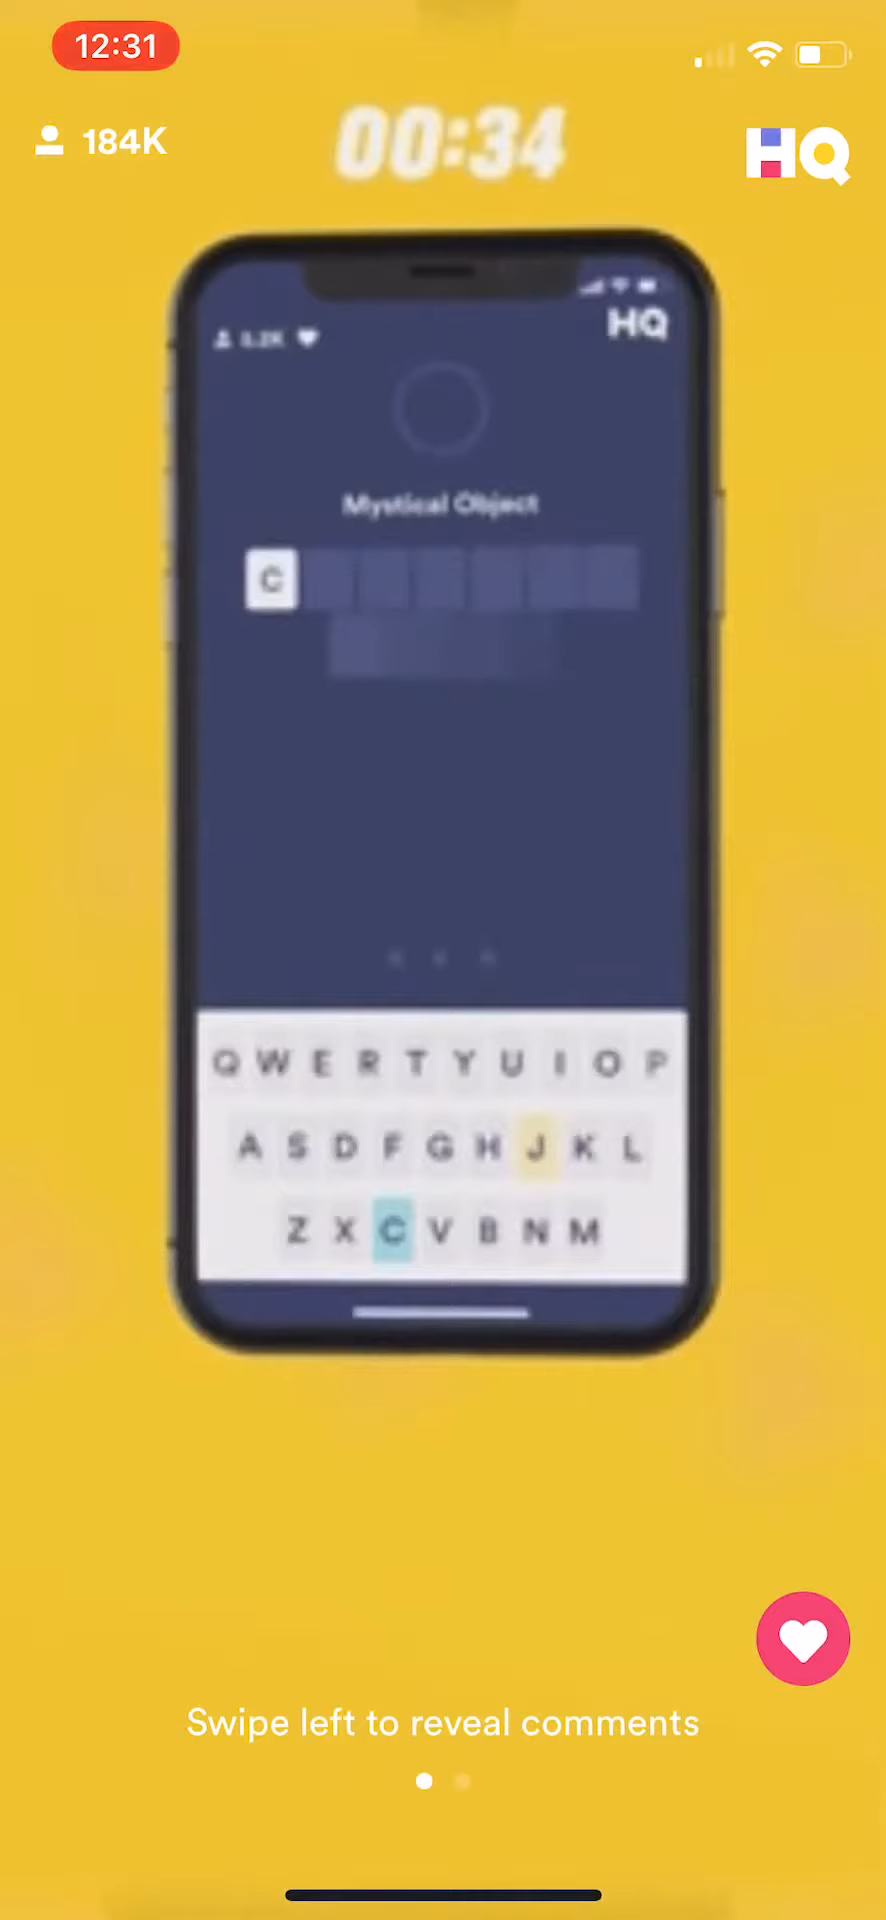 12:31
184K
00:34
HQ
HQ
Mystical Object
C
Q W E R T Y U I O P
A S D F G H J K L
Z X C V B N M
Swipe left to reveal comments